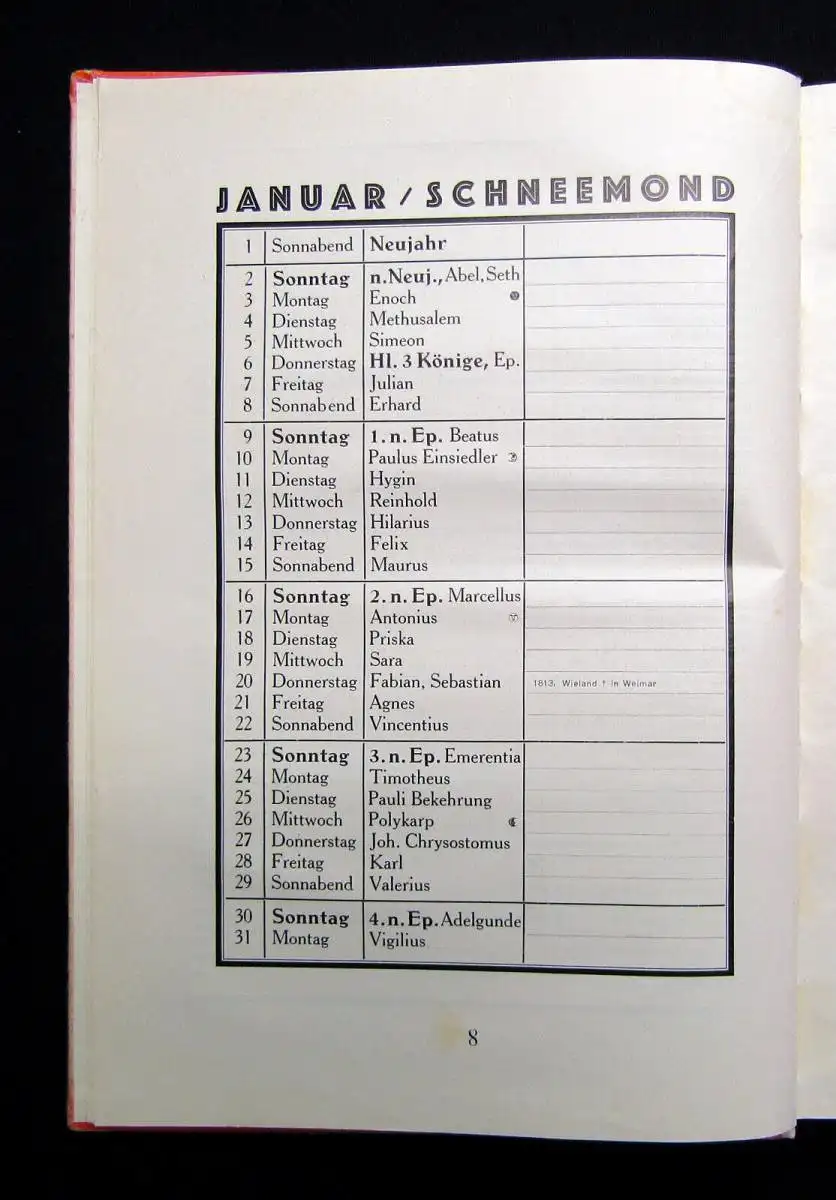 JANUAR / SCHNEEMOND
1 Sonnabend Neujahr
2 Sonntag n. Neuj., Abel, Seth
3 Montag Enoch
4 Dienstag Methusalem
5 Mittwoch Simeon
6 Donnerstag Hl. 3 Könige, Ep.
7 Freitag Julian
8 Sonnabend Erhard
9 Sonntag 1. n. Ep. Beatus
10 Montag Paulus Einsiedler
11 Dienstag Hygin
12 Mittwoch Reinhold
13 Donnerstag Hilarius
14 Freitag Felix
15 Sonnabend Maurus
16 Sonntag 2. n. Ep. Marcellus
17 Montag Antonius
18 Dienstag Priska
19 Mittwoch Sara
20 Donnerstag Fabian, Sebastian 1813. Wieland † in Weimar
21 Freitag Agnes
22 Sonnabend Vincentius
23 Sonntag 3. n. Ep. Emerentia
24 Montag Timotheus
25 Dienstag Pauli Bekehrung
26 Mittwoch Polykarp
27 Donnerstag Joh. Chrysostomus
28 Freitag Karl
29 Sonnabend Valerius
30 Sonntag 4. n. Ep. Adelgunde
31 Montag Vigilius
8